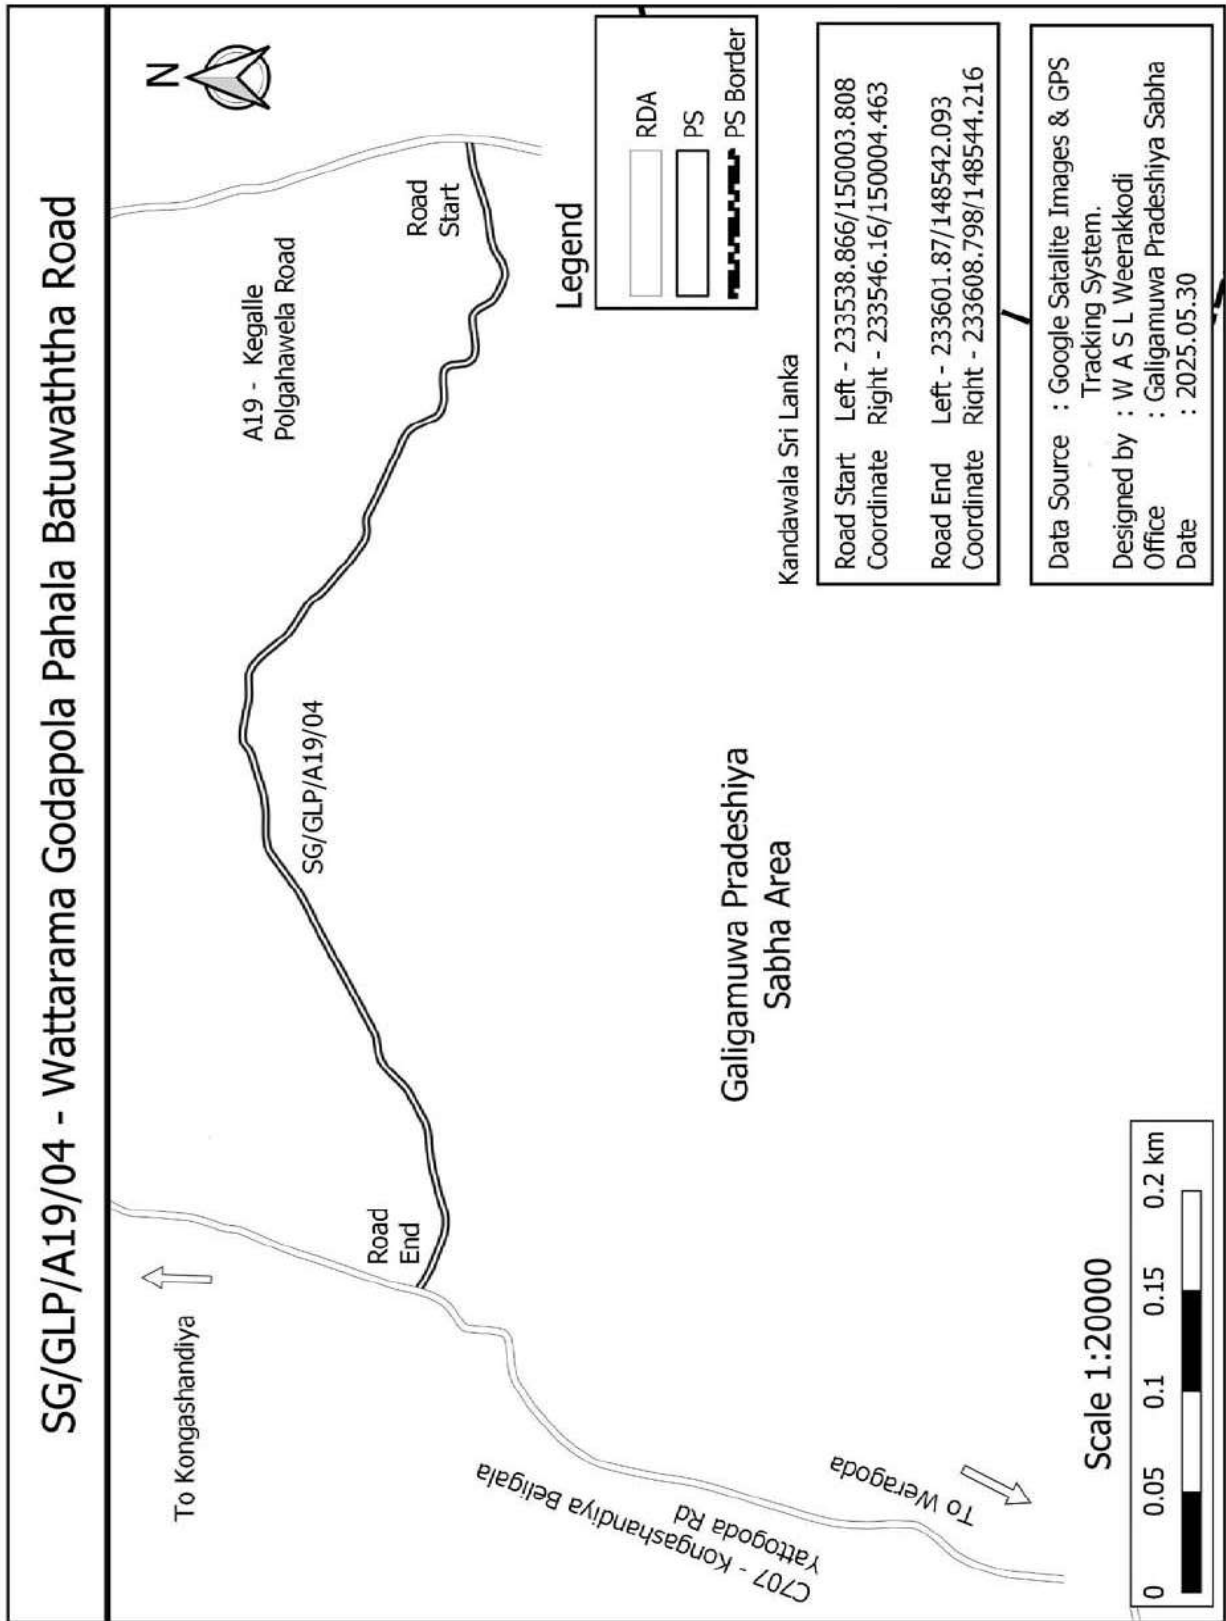 SG/GLP/A19/04 - Wattarama Godapola Pahala Batuwaththa Road
N
To Kongashandiya
A19 - Kegalle
Polgahawela Road
Road
Start
Road
End
SG/GLP/A19/04
C707 - Kongashandiya Beligala
Yattogoda Rd
To Weragoda
Galigamuwa Pradeshiya
Sabha Area
Legend
RDA
PS
PS Border
Kandawala Sri Lanka
Road Start Left - 233538.866/150003.808
Coordinate Right - 233546.16/150004.463
Road End Left - 233601.87/148542.093
Coordinate Right - 233608.798/148544.216
Data Source : Google Satalite Images & GPS
Tracking System.
Designed by : W A S L Weerakkodi
Office : Galigamuwa Pradeshiya Sabha
Date : 2025.05.30
Scale 1:20000
0 0.05 0.1 0.15 0.2 km